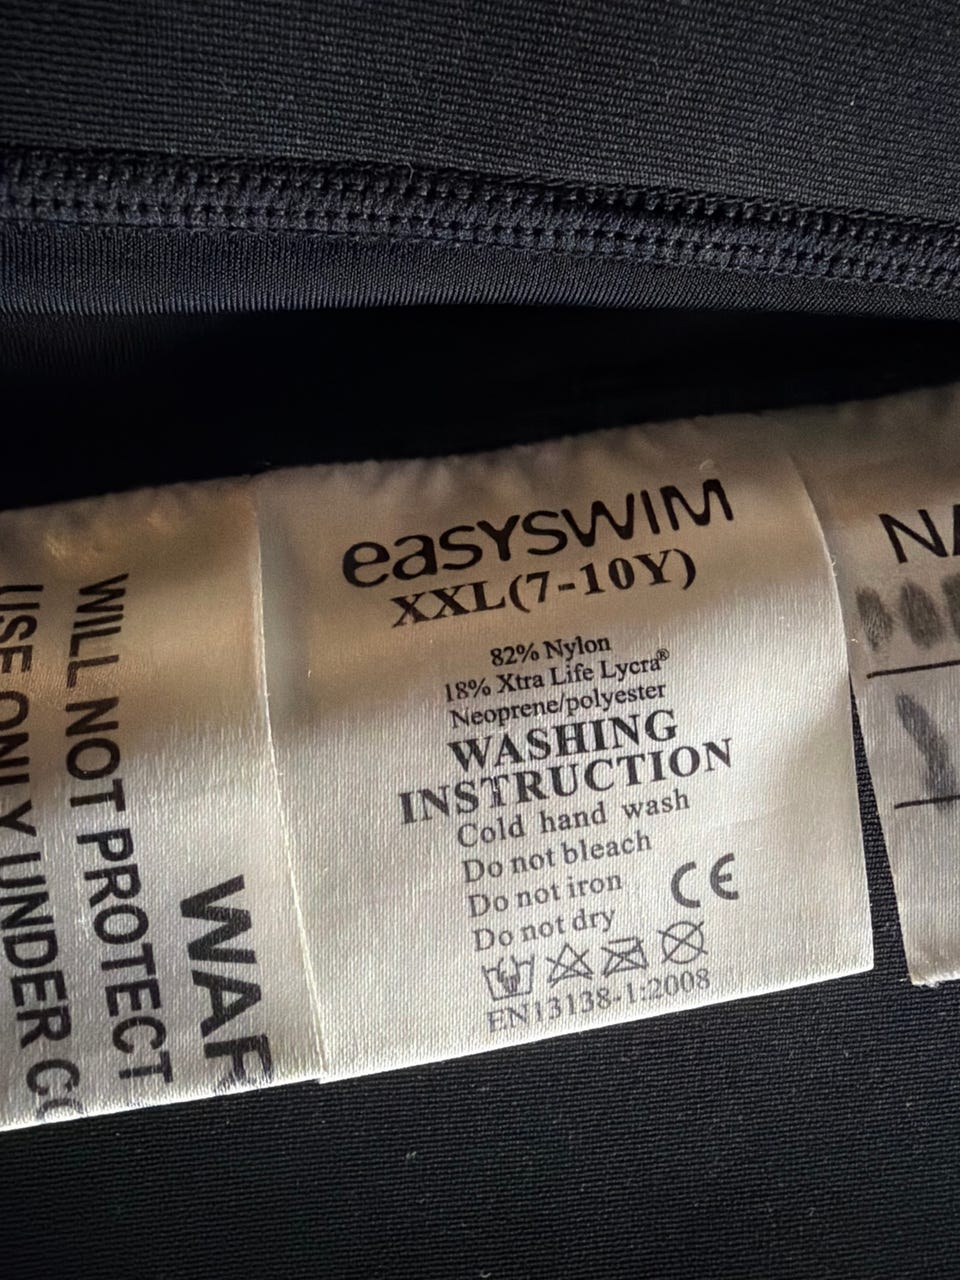 WAR
WILL NOT PROTECT
USE ONLY UNDER
easyswim
XXL(7-10Y)
82% Nylon
18% Xtra Life Lycra®
Neoprene/polyester
WASHING
INSTRUCTION
Cold hand wash
Do not bleach
Do not iron
Do not dry
CE
EN13138-1:2008
NA